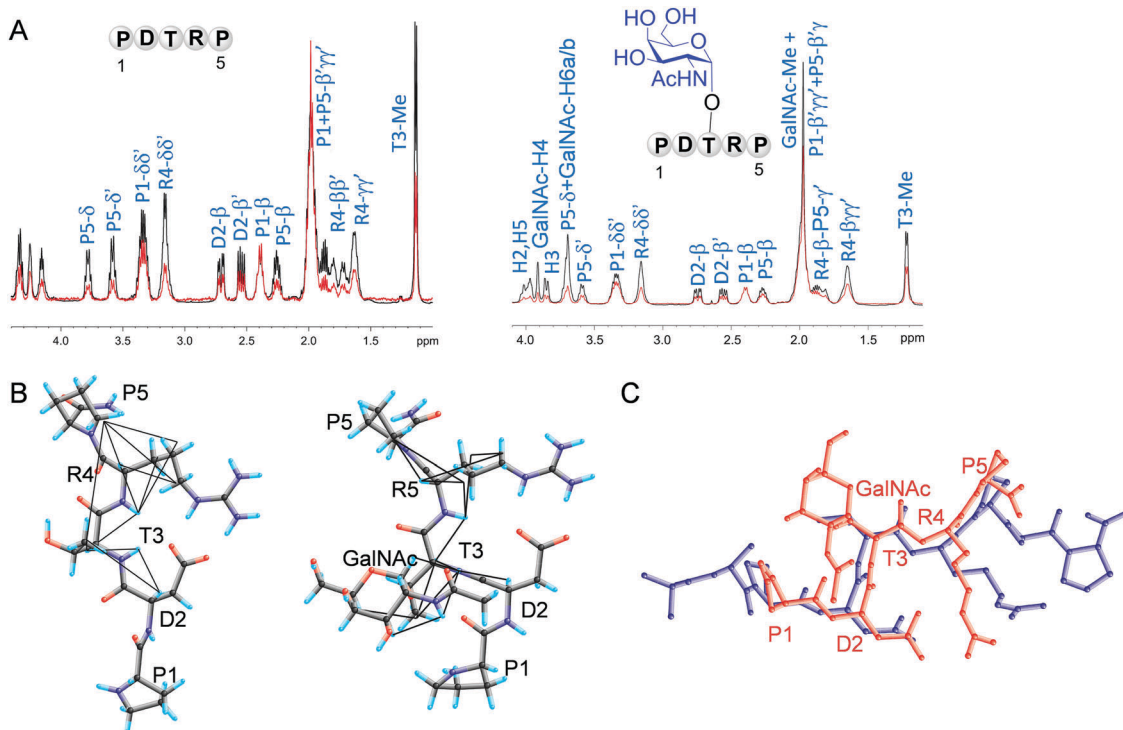 A
P D T R P
1 5
P5-δ
P5-δ'
P1-δδ'
R4-δδ'
D2-β
D2-β'
P1-β
P5-β
P1+P5-β'γγ'
R4-ββ'
R4-γγ'
T3-Me
4.0 3.5 3.0 2.5 2.0 1.5 ppm
OH OH
O
HO
AcHN
O
P D T R P
1 5
H2,H5
GalNAc-H4
H3
P5-δ+GalNAc-H6a/b
P5-δ'
P1-δδ'
R4-δδ'
D2-β
D2-β'
P1-β
P5-β
GalNAc-Me +
P1-β'γγ'+P5-β'γ
R4-β-P5-γ'
R4-βγγ'
T3-Me
4.0 3.5 3.0 2.5 2.0 1.5 ppm
B
P5
R4
T3
D2
P1
P5
R5
GalNAc
T3
D2
P1
C
P5
GalNAc
R4
T3
P1
D2